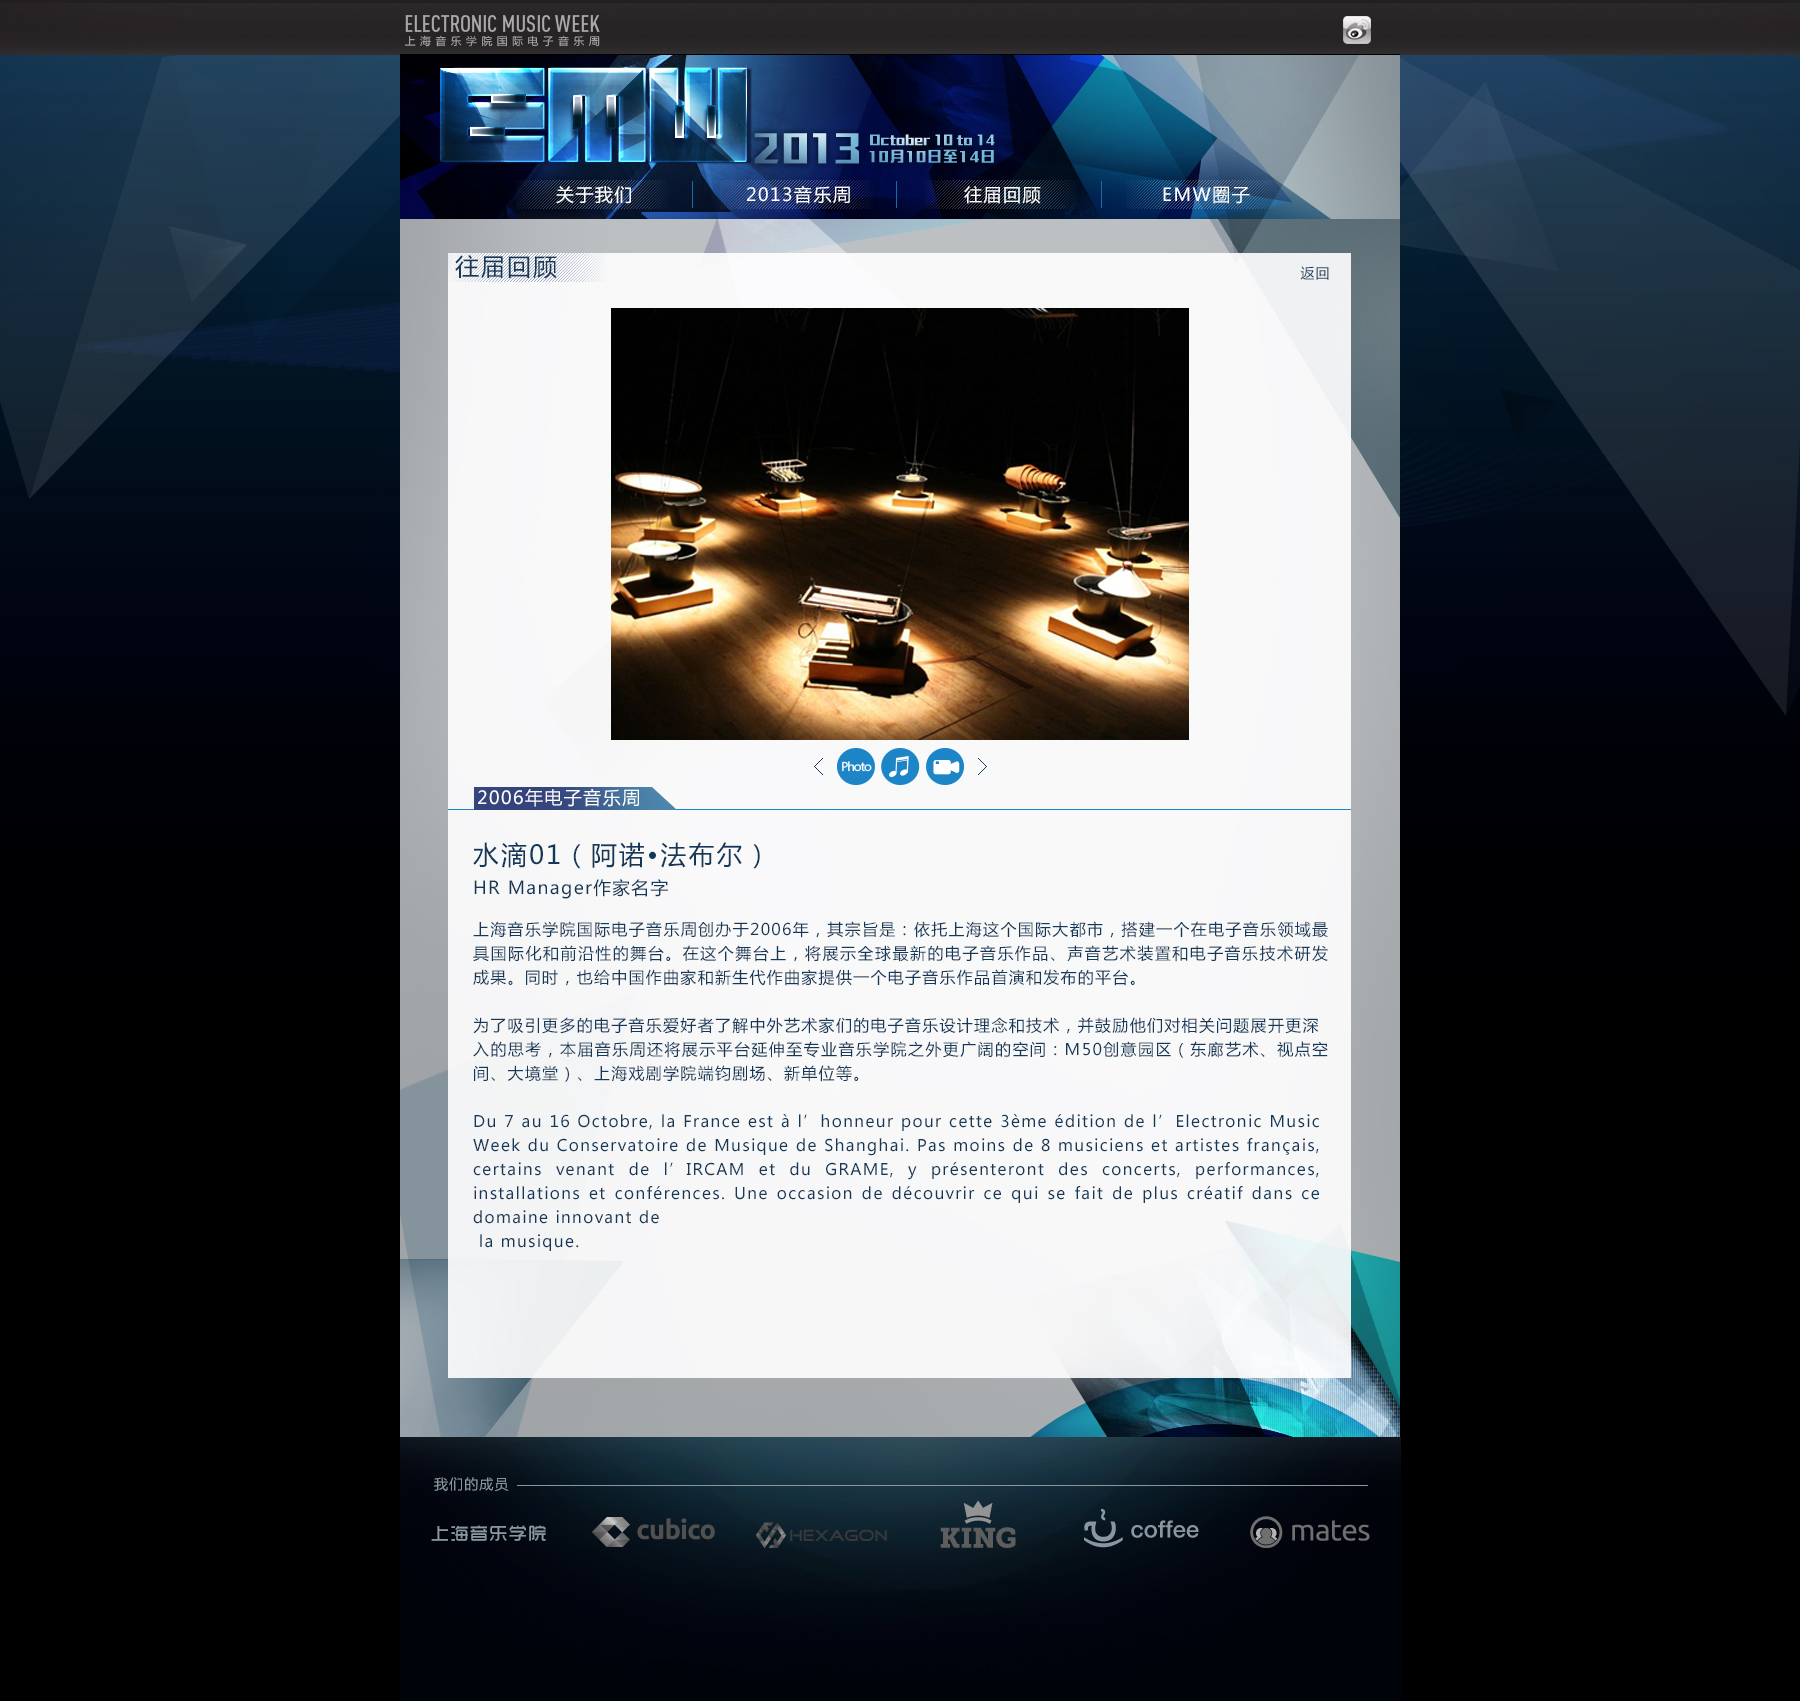 ELECTRONIC MUSIC WEEK
上海音乐学院国际电子音乐周
EMW
2013 October 10 to 14
10月10日至14日
关于我们 2013音乐周 往届回顾 EMW圈子
往届回顾
返回
Photo
2006年电子音乐周
水滴01（阿诺•法布尔）
HR Manager作家名字
上海音乐学院国际电子音乐周创办于2006年，其宗旨是：依托上海这个国际大都市，搭建一个在电子音乐领域最
具国际化和前沿性的舞台。在这个舞台上，将展示全球最新的电子音乐作品、声音艺术装置和电子音乐技术研发
成果。同时，也给中国作曲家和新生代作曲家提供一个电子音乐作品首演和发布的平台。
为了吸引更多的电子音乐爱好者了解中外艺术家们的电子音乐设计理念和技术，并鼓励他们对相关问题展开更深
入的思考，本届音乐周还将展示平台延伸至专业音乐学院之外更广阔的空间：M50创意园区（东廊艺术、视点空
间、大境堂）、上海戏剧学院端钧剧场、新单位等。
Du 7 au 16 Octobre, la France est à l’honneur pour cette 3ème édition de l’Electronic Music
Week du Conservatoire de Musique de Shanghai. Pas moins de 8 musiciens et artistes français,
certains venant de l’IRCAM et du GRAME, y présenteront des concerts, performances,
installations et conférences. Une occasion de découvrir ce qui se fait de plus créatif dans ce
domaine innovant de
la musique.
我们的成员
上海音乐学院 cubico HEXAGON KING coffee mates